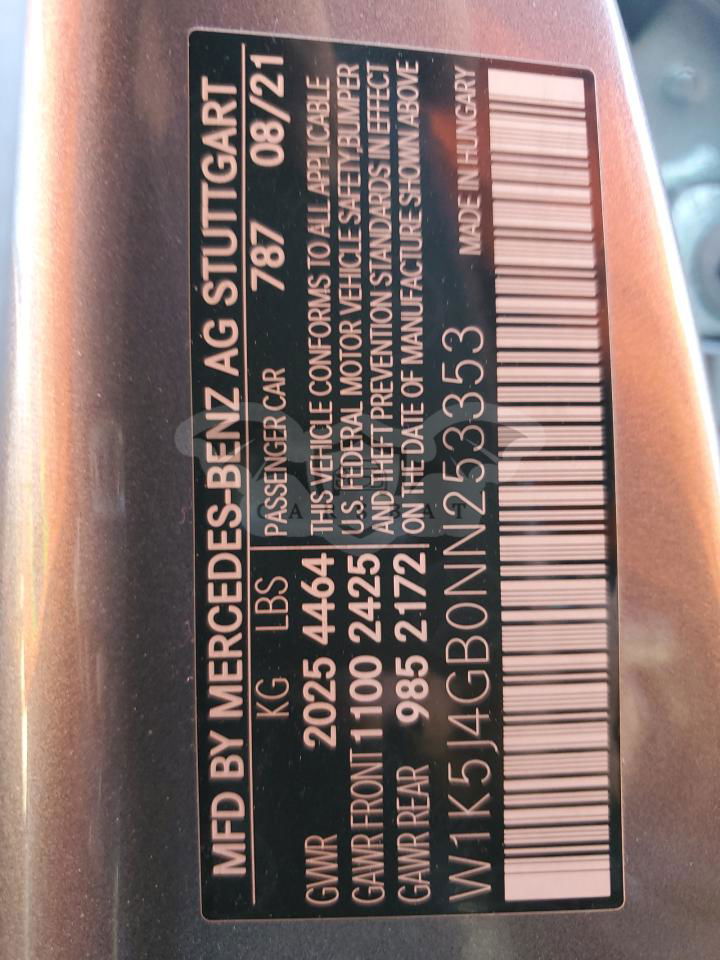 MFD BY MERCEDES-BENZ AG STUTTGART
KG LBS PASSENGER CAR 787 08/21
GVWR 2025 4464 THIS VEHICLE CONFORMS TO ALL APPLICABLE
GAWR FRONT 1100 2425 U.S. FEDERAL MOTOR VEHICLE SAFETY, BUMPER
GAWR REAR 985 2172 AND THEFT PREVENTION STANDARDS IN EFFECT
ON THE DATE OF MANUFACTURE SHOWN ABOVE
W1K5J4GB0NN253353 MADE IN HUNGARY
CARSBAT